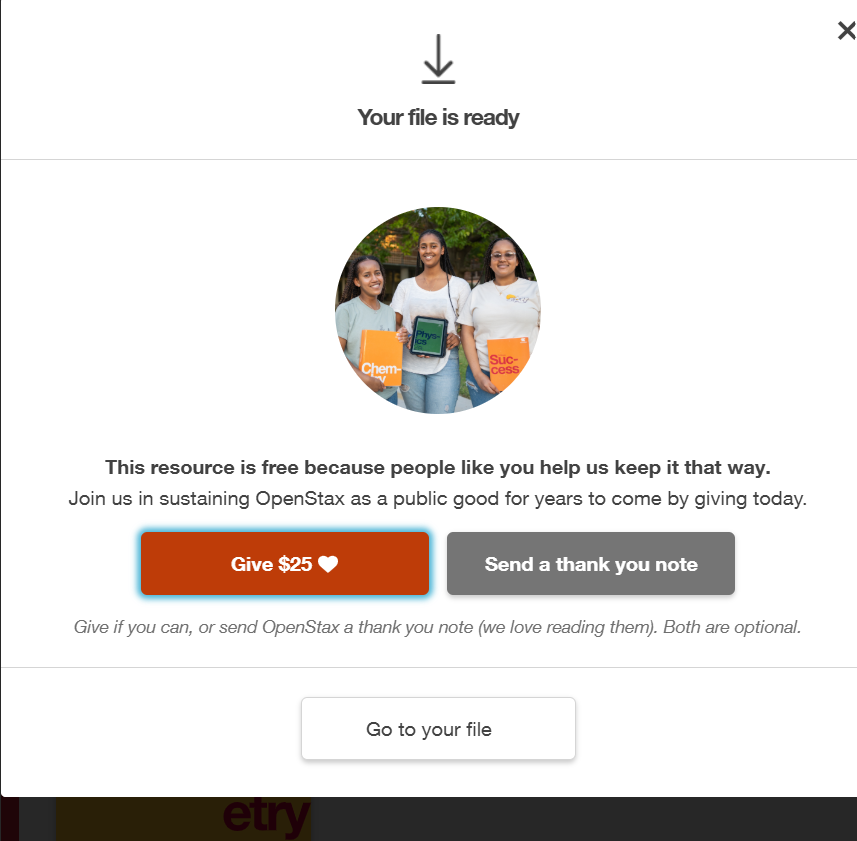 Your file is ready
Chem-
Phys-
ics
Suc-
cess
This resource is free because people like you help us keep it that way.
Join us in sustaining OpenStax as a public good for years to come by giving today.
Give $25
Send a thank you note
Give if you can, or send OpenStax a thank you note (we love reading them). Both are optional.
Go to your file
etry